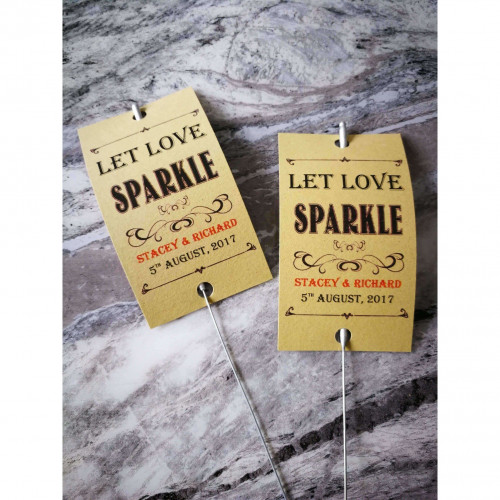 LET LOVE
SPARKLE
STACEY & RICHARD
5TH AUGUST, 2017
LET LOVE
SPARKLE
STACEY & RICHARD
5TH AUGUST, 2017